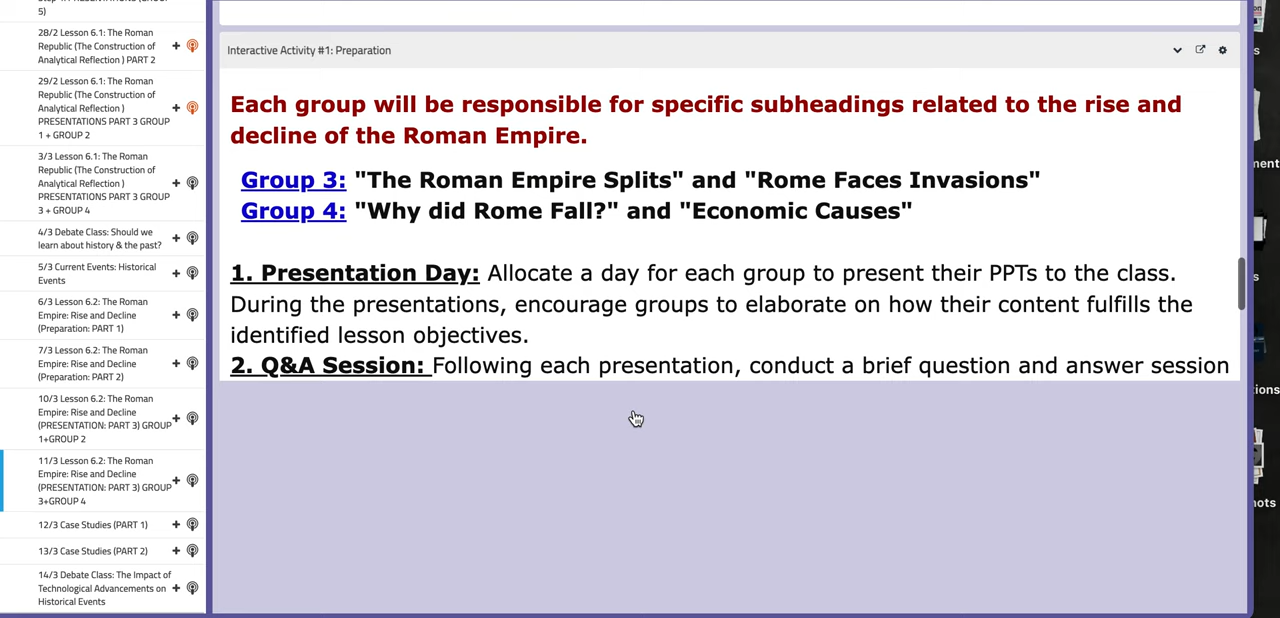 5)
28/2 Lesson 6.1: The Roman
Republic (The Construction of
Analytical Reflection ) PART 2
29/2 Lesson 6.1: The Roman
Republic (The Construction of
Analytical Reflection )
PRESENTATIONS PART 3 GROUP
1 + GROUP 2
3/3 Lesson 6.1: The Roman
Republic (The Construction of
Analytical Reflection )
PRESENTATIONS PART 3 GROUP
3 + GROUP 4
4/3 Debate Class: Should we
learn about history & the past?
5/3 Current Events: Historical
Events
6/3 Lesson 6.2: The Roman
Empire: Rise and Decline
(Preparation: PART 1)
7/3 Lesson 6.2: The Roman
Empire: Rise and Decline
(Preparation: PART 2)
10/3 Lesson 6.2: The Roman
Empire: Rise and Decline
(PRESENTATION: PART 3) GROUP
1+GROUP 2
11/3 Lesson 6.2: The Roman
Empire: Rise and Decline
(PRESENTATION: PART 3) GROUP
3+GROUP 4
12/3 Case Studies (PART 1)
13/3 Case Studies (PART 2)
14/3 Debate Class: The Impact of
Technological Advancements on
Historical Events
Interactive Activity #1: Preparation
Each group will be responsible for specific subheadings related to the rise and
decline of the Roman Empire.
Group 3: "The Roman Empire Splits" and "Rome Faces Invasions"
Group 4: "Why did Rome Fall?" and "Economic Causes"
1. Presentation Day: Allocate a day for each group to present their PPTs to the class.
During the presentations, encourage groups to elaborate on how their content fulfills the
identified lesson objectives.
2. Q&A Session: Following each presentation, conduct a brief question and answer session